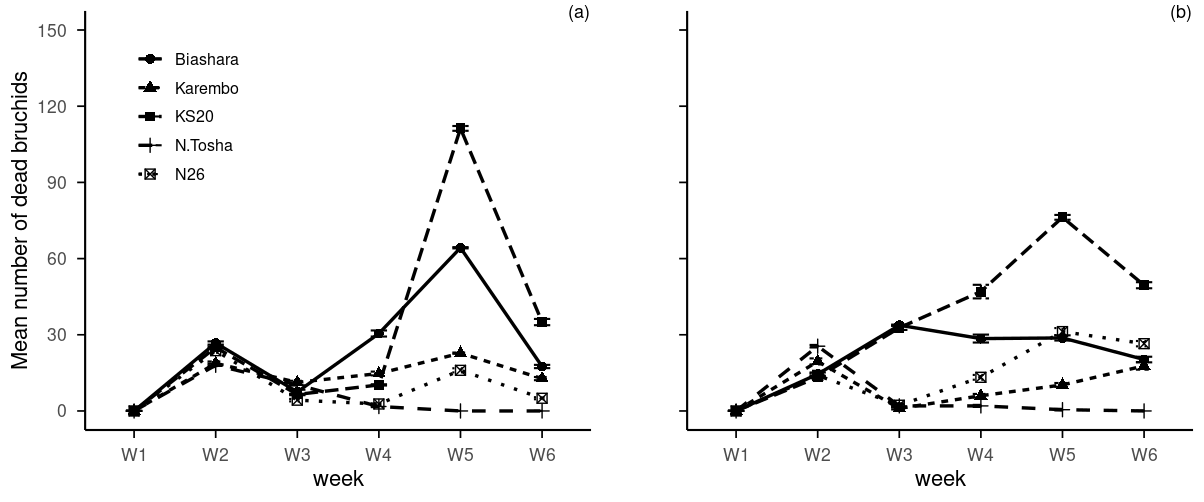 (a)
(b)
Mean number of dead bruchids
150
120
90
60
30
0
Biashara
Karembo
KS20
N.Tosha
N26
W1 W2 W3 W4 W5 W6
week
W1 W2 W3 W4 W5 W6
week